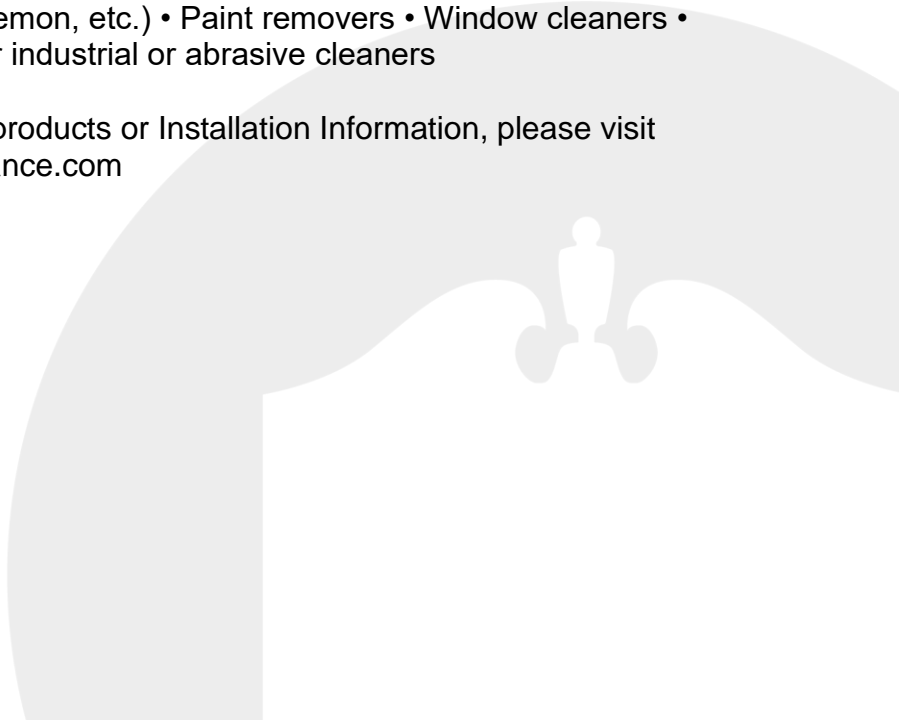 emon, etc.) • Paint removers • Window cleaners •
industrial or abrasive cleaners
products or Installation Information, please visit
nce.com